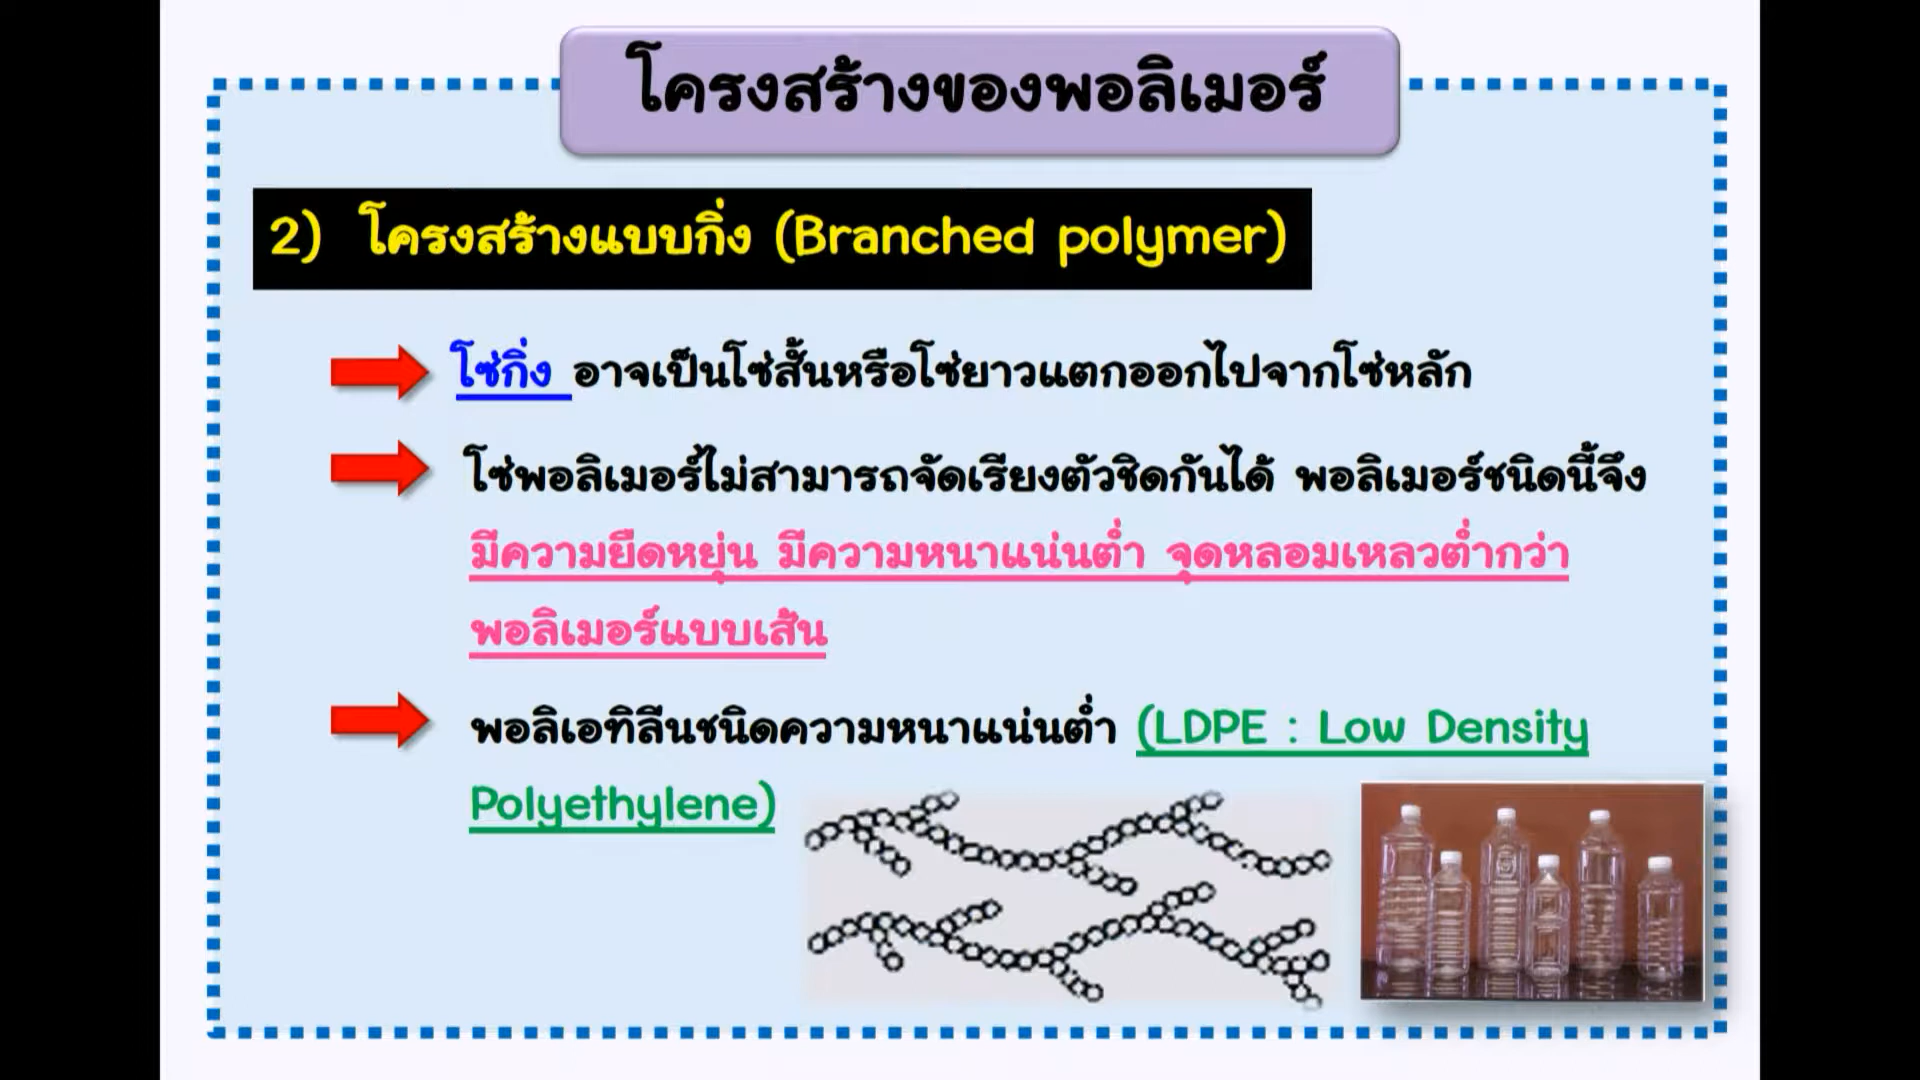 โครงสร้างของพอลิเมอร์
2) โครงสร้างแบบกิ่ง (Branched polymer)
โซ่กิ่ง อาจเป็นโซ่สั้นหรือโซ่ยาวแตกออกไปจากโซ่หลัก
โซ่พอลิเมอร์ไม่สามารถจัดเรียงตัวชิดกันได้ พอลิเมอร์ชนิดนี้จึง
มีความยืดหยุ่น มีความหนาแน่นต่ำ จุดหลอมเหลวต่ำกว่า
พอลิเมอร์แบบเส้น
พอลิเอทิลีนชนิดความหนาแน่นต่ำ (LDPE : Low Density
Polyethylene)